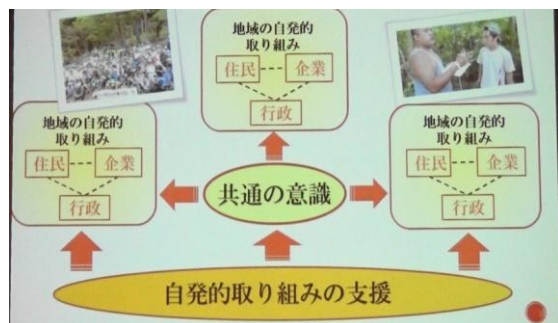 地域の自発的
取り組み
住民
企業
行政
地域の自発的
取り組み
住民
企業
行政
地域の自発的
取り組み
住民
企業
行政
共通の意識
自発的取り組みの支援